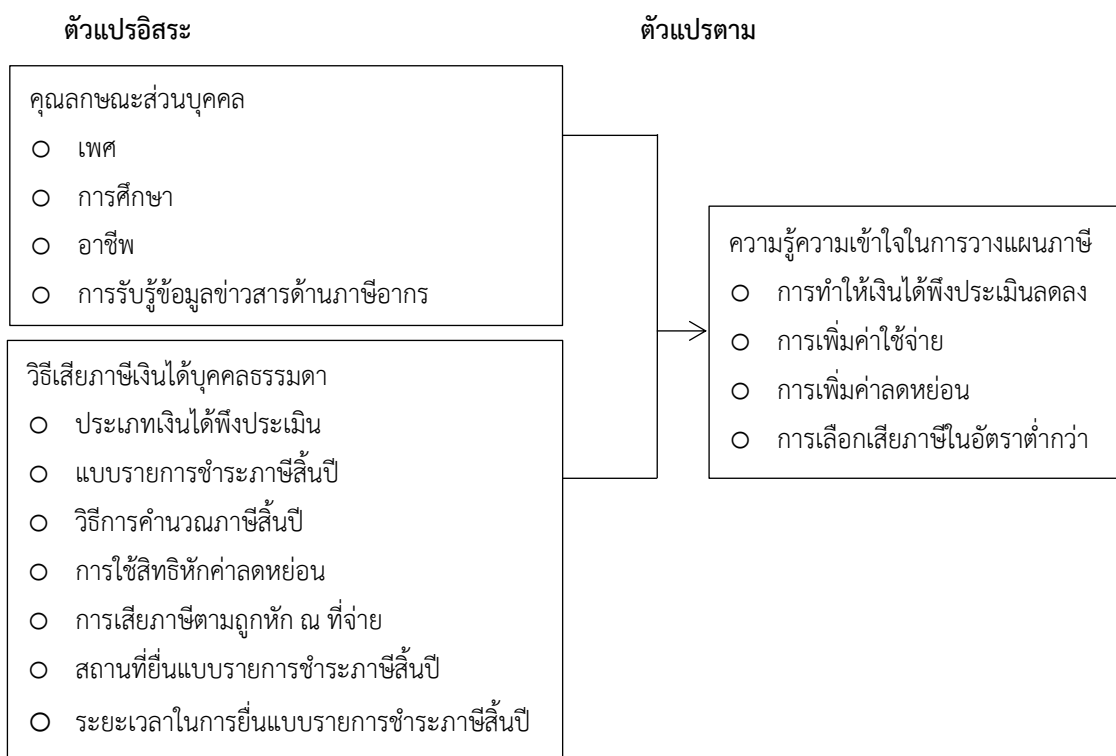 ตัวแปรอิสระ
ตัวแปรตาม
คุณลกษณะส่วนบุคคล
เพศ
การศึกษา
อาชีพ
การรับรู้ข้อมูลข่าวสารด้านภาษีอากร
วิธีเสียภาษีเงินได้บุคคลธรรมดา
ประเภทเงินได้พึงประเมิน
แบบรายการชำระภาษีสิ้นปี
วิธีการคำนวณภาษีสิ้นปี
การใช้สิทธิหักค่าลดหย่อน
การเสียภาษีตามถูกหัก ณ ที่จ่าย
สถานที่ยื่นแบบรายการชำระภาษีสิ้นปี
ระยะเวลาในการยื่นแบบรายการชำระภาษีสิ้นปี
ความรู้ความเข้าใจในการวางแผนภาษี
การทำให้เงินได้พึงประเมินลดลง
การเพิ่มค่าใช้จ่าย
การเพิ่มค่าลดหย่อน
การเลือกเสียภาษีในอัตราต่ำกว่า